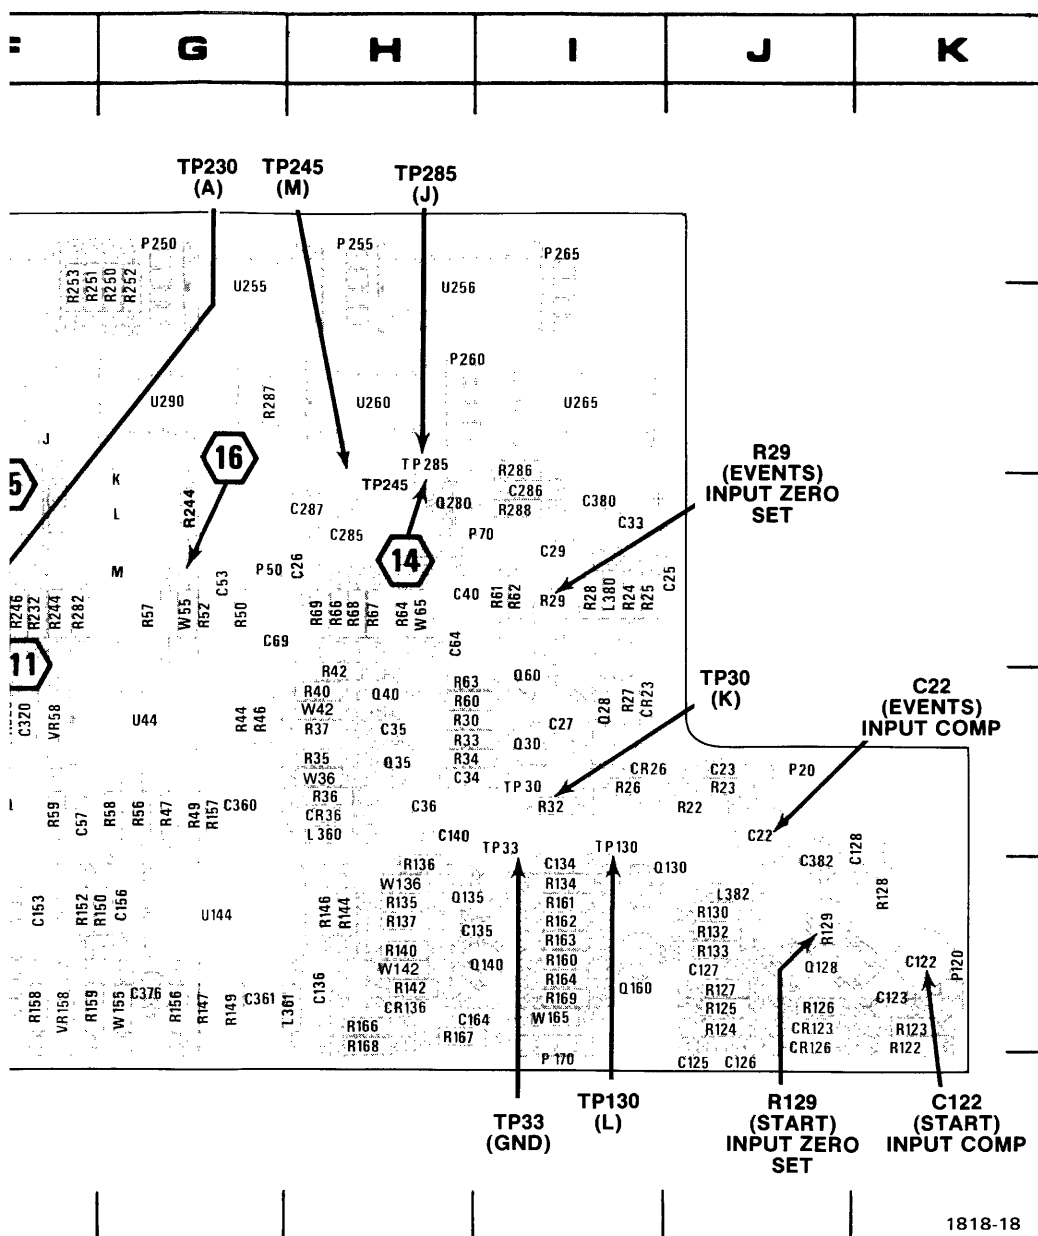 F G H I J K
TP230
(A)
TP245
(M)
TP285
(J)
P250 P255 P265
R253 R251 R250 R252
U255 U256
P260
U290 R287 U260 U265
J
5 16
TP285
K TP245
R286
C286
R288
R29
(EVENTS)
INPUT ZERO
SET
L R244 C287 Q280 C380
C285 P70 C33
14
M C53 P50 C26 C29 C25
C40
R246 R232 R244 R282 R57 W55 R52 R50 R69 R66 R68 R67 R64 W65 R61 R62 R29 R28 L380 R24 R25
C69 C64
11
R42 Q60
R40 Q40 R63
W42 R60
R37 C35 R30
R33
C320 VR58 U44 R44 R46 C27 Q28 R27 CR23
Q30
TP30
(K)
C22
(EVENTS)
INPUT COMP
R35 Q35 R34
W36 C34
R36
CR36
L360
TP30 CR26 C23 P20
R32 R26 R22 R23
R59 C57 R58 R56 R47 R49 R157 C360 C36
C140 C22
TP33 TP130 C128
R136 C134 Q130 C382
W136 R134
R135 Q135 R161 L382 R128
C153 R152 R150 C156 U144 R146 R144 R137 R162 R130
C135 R163 R132 R129
R140 Q140 R160 R133
W142 R164 C127 Q128 C122 P120
R142 R169 Q160 R127
CR136 W165 R125 R126 C123
R158 VR158 R159 W155 C376 R156 R147 R149 C361 L361 C136
R166 C164 R124 CR123 R123
R168 R167 CR126 R122
P170 C125 C126
TP33
(GND)
TP130
(L)
R129
(START)
INPUT ZERO
SET
C122
(START)
INPUT COMP
1818-18